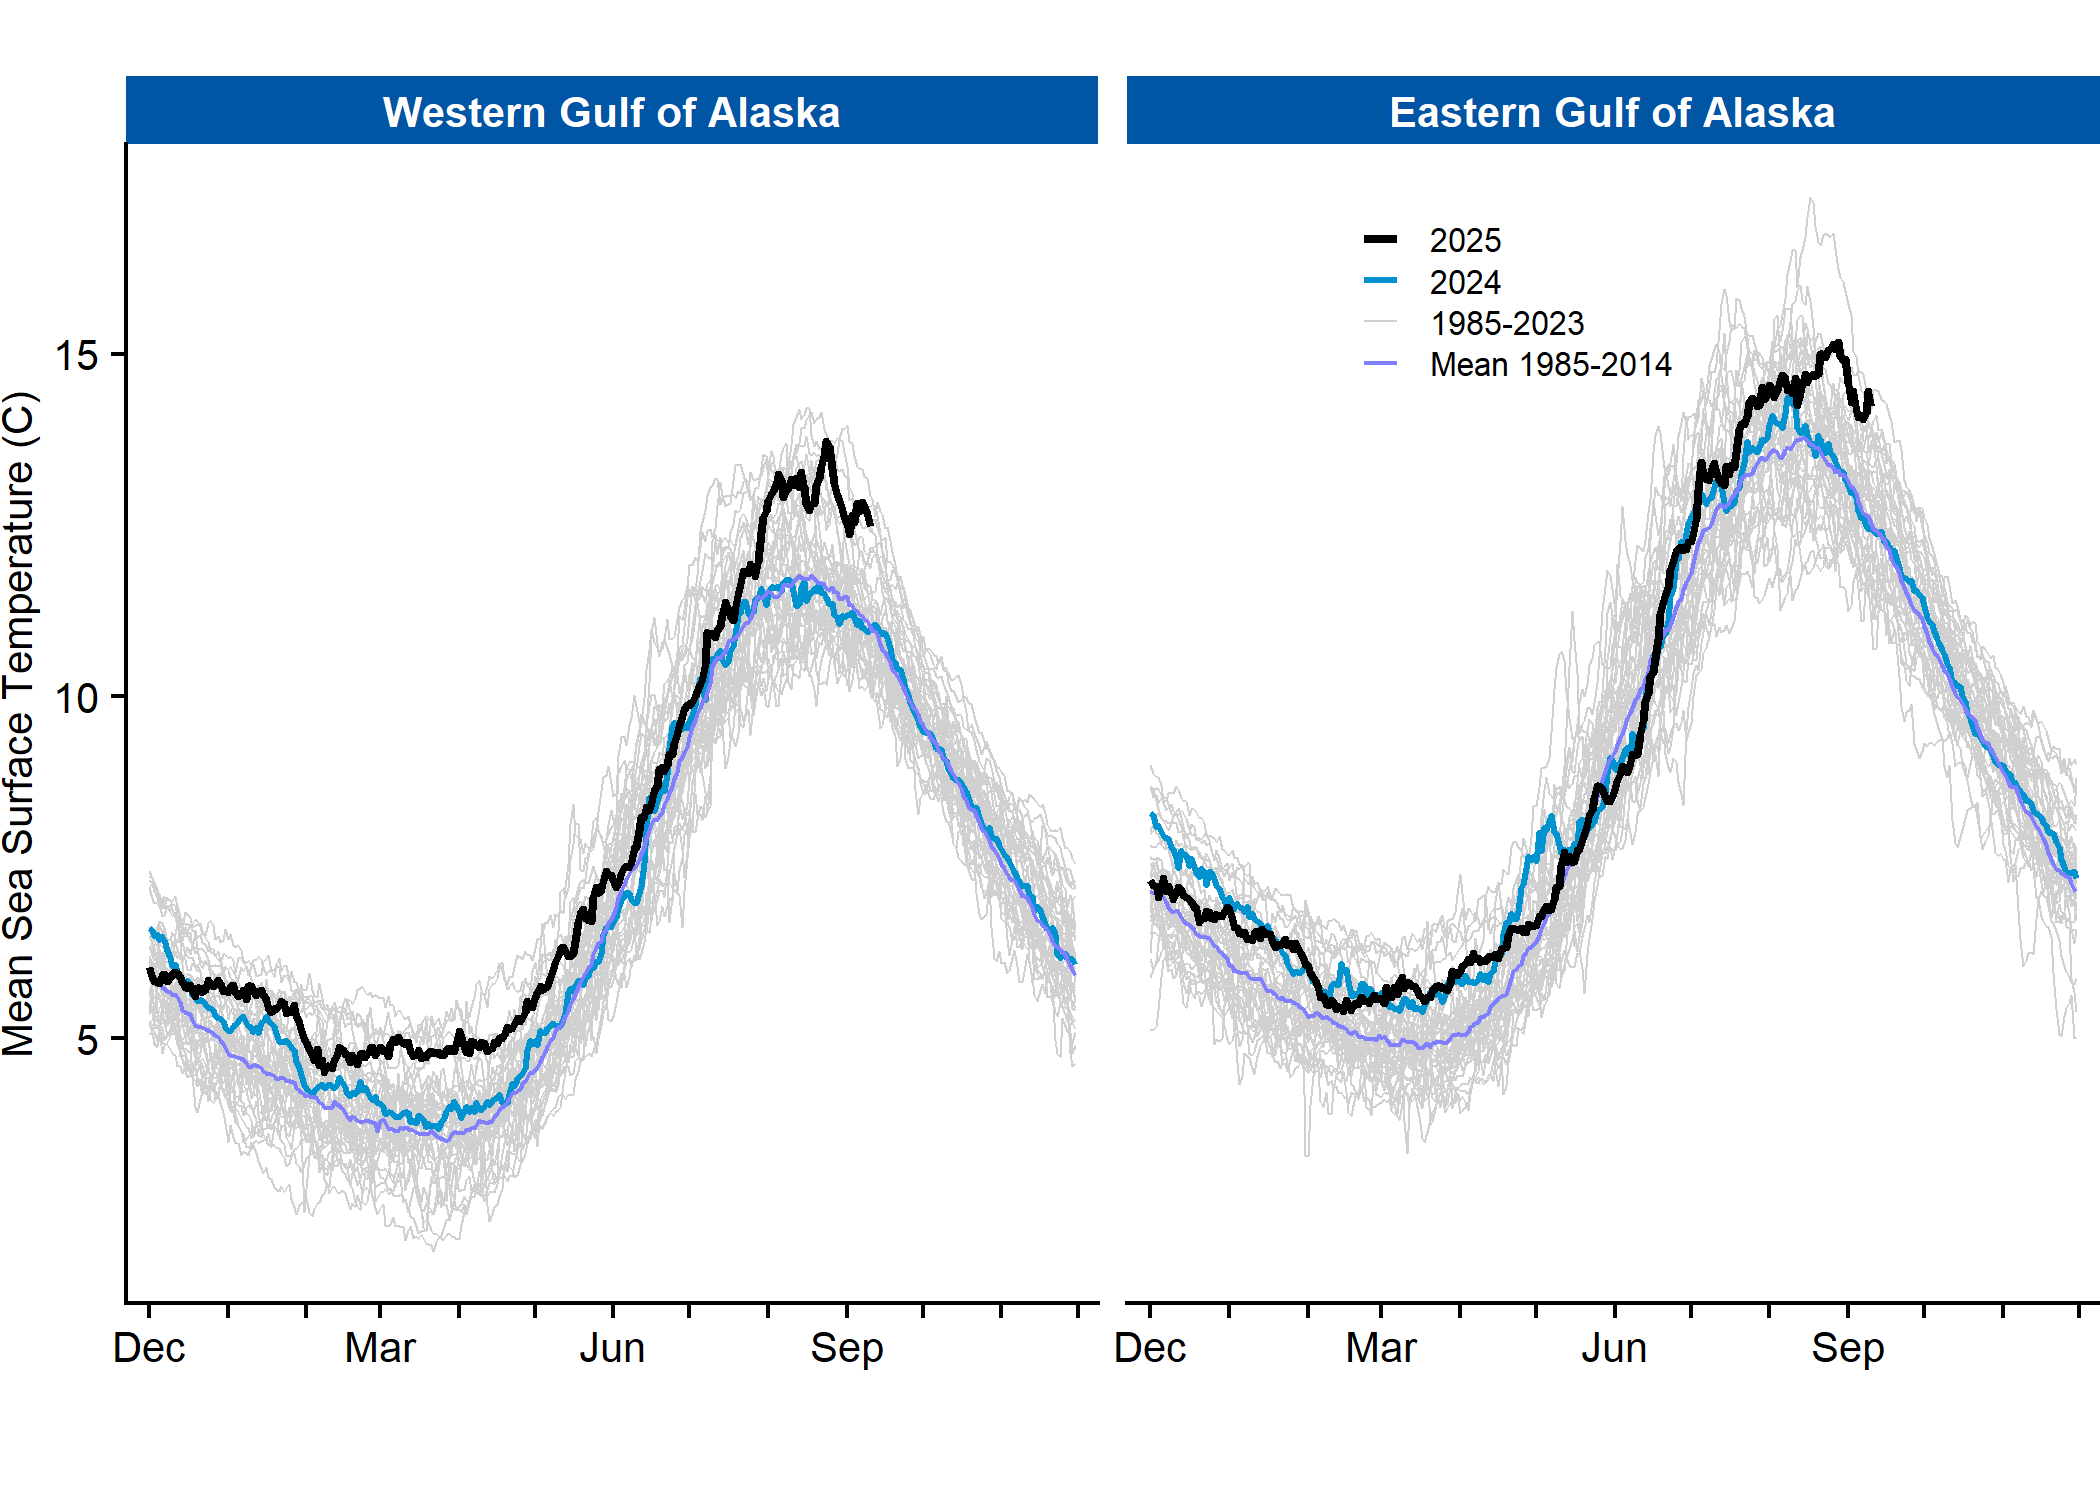 Western Gulf of Alaska
Eastern Gulf of Alaska
2025
2024
1985-2023
Mean 1985-2014
Mean Sea Surface Temperature (C)
15
10
5
Dec Mar Jun Sep
Dec Mar Jun Sep